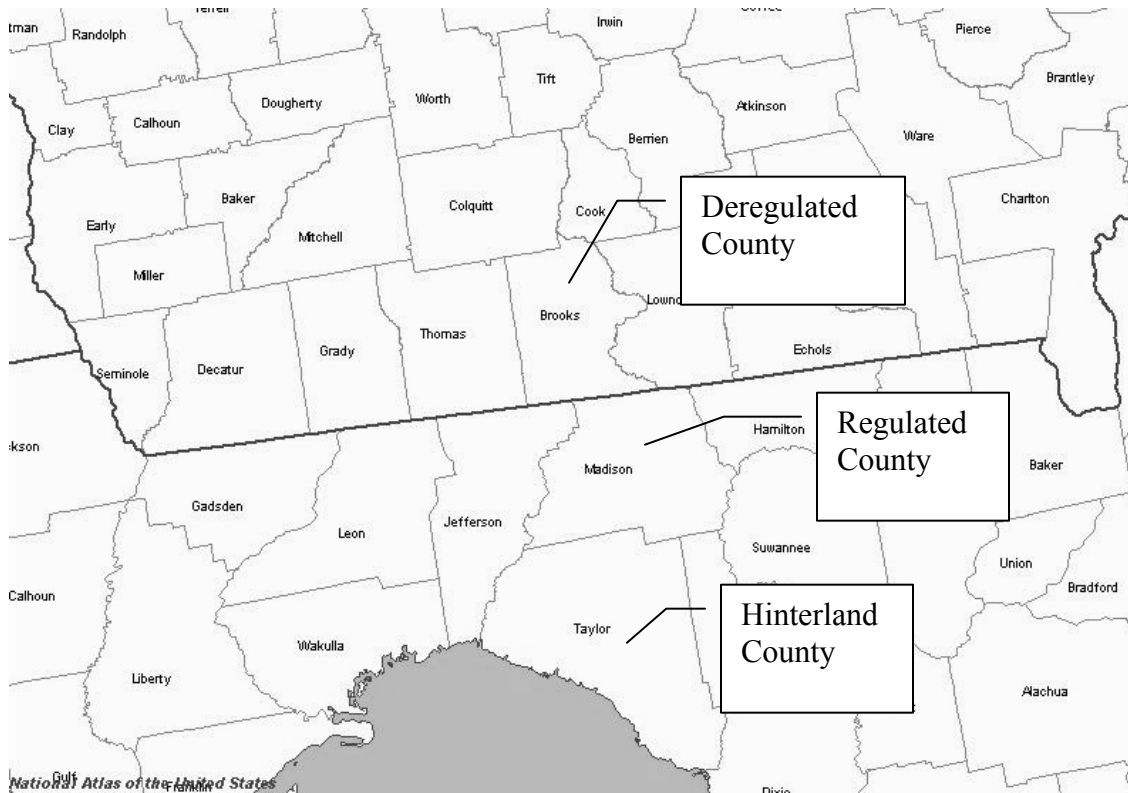 Irwin
Pierce
Randolph
Tift
Brantley
Worth
Dougherty
Atkinson
Calhoun
Clay
Ware
Berrien
Baker
Charlton
Colquitt
Cook
Early
Mitchell
Miller
Deregulated
County
Brooks
Thomas
Grady
Echols
Decatur
Seminole
Regulated
County
Hamilton
Madison
Baker
Gadsden
Jefferson
Leon
Suwannee
Union
Bradford
Calhoun
Hinterland
County
Taylor
Wakulla
Liberty
Alachua
Gulf
National Atlas of the United States
Franklin